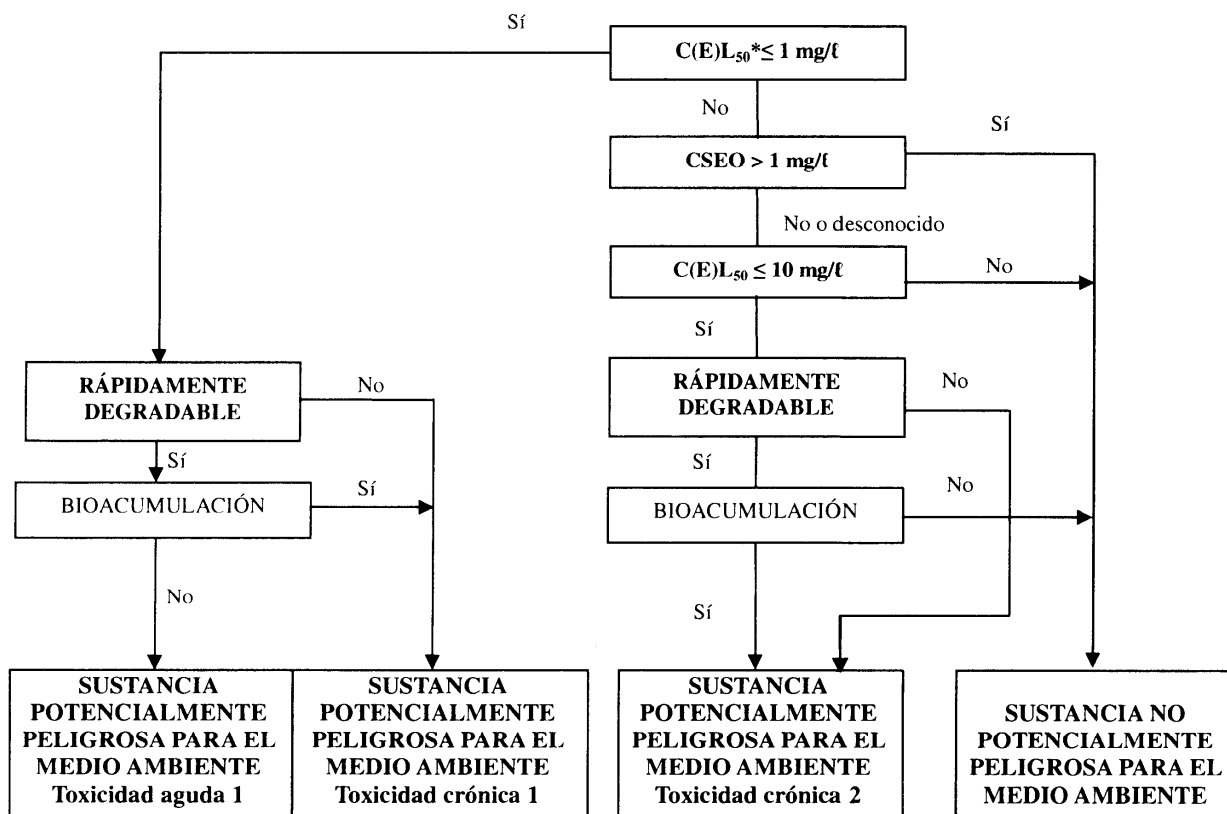 Sí
C(E)L₅₀*≤ 1 mg/ℓ
No
Sí
CSEO > 1 mg/ℓ
No o desconocido
C(E)L₅₀ ≤ 10 mg/ℓ
No
Sí
RÁPIDAMENTE
DEGRADABLE
No
RÁPIDAMENTE
DEGRADABLE
No
Sí
Sí
BIOACUMULACIÓN
Sí
BIOACUMULACIÓN
No
No
Sí
SUSTANCIA
POTENCIALMENTE
PELIGROSA PARA EL
MEDIO AMBIENTE
Toxicidad aguda 1
SUSTANCIA
POTENCIALMENTE
PELIGROSA PARA EL
MEDIO AMBIENTE
Toxicidad crónica 1
SUSTANCIA
POTENCIALMENTE
PELIGROSA PARA EL
MEDIO AMBIENTE
Toxicidad crónica 2
SUSTANCIA NO
POTENCIALMENTE
PELIGROSA PARA EL
MEDIO AMBIENTE